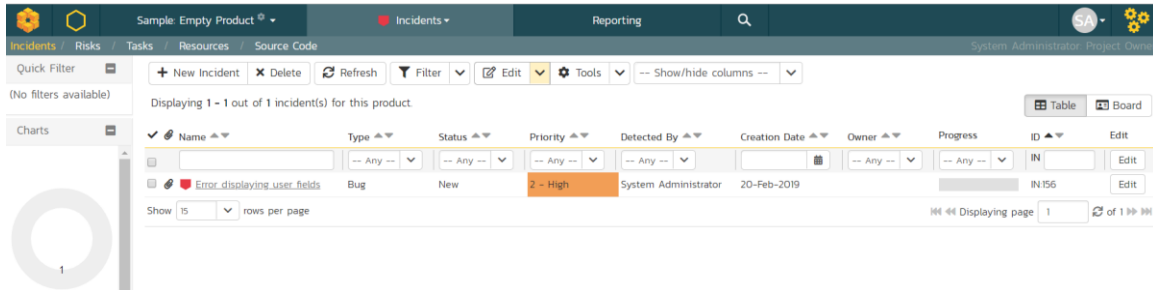 Sample: Empty Product Incidents Reporting SA
Incidents / Risks / Tasks / Resources / Source Code System Administrator: Project Owne
Quick Filter
(No filters available)
Charts
1
+ New Incident × Delete Refresh Filter Edit Tools -- Show/hide columns --
Displaying 1 - 1 out of 1 incident(s) for this product.
Table Board
Name Type Status Priority Detected By Creation Date Owner Progress ID Edit
-- Any -- -- Any -- -- Any -- -- Any -- -- Any -- -- Any -- IN Edit
Error displaying user fields Bug New 2 - High System Administrator 20-Feb-2019 IN:156 Edit
Show 15 rows per page Displaying page 1 of 1